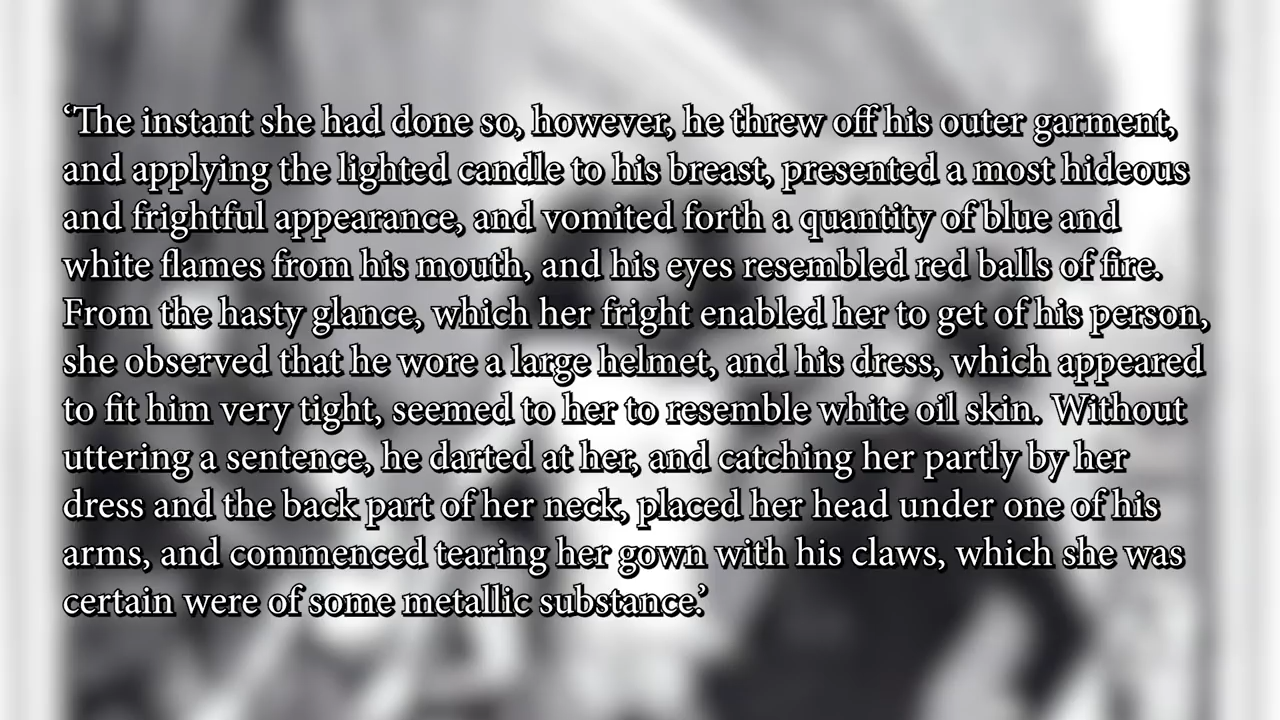 ‘The instant she had done so, however, he threw off his outer garment,
and applying the lighted candle to his breast, presented a most hideous
and frightful appearance, and vomited forth a quantity of blue and
white flames from his mouth, and his eyes resembled red balls of fire.
From the hasty glance, which her fright enabled her to get of his person,
she observed that he wore a large helmet, and his dress, which appeared
to fit him very tight, seemed to her to resemble white oil skin. Without
uttering a sentence, he darted at her, and catching her partly by her
dress and the back part of her neck, placed her head under one of his
arms, and commenced tearing her gown with his claws, which she was
certain were of some metallic substance.’